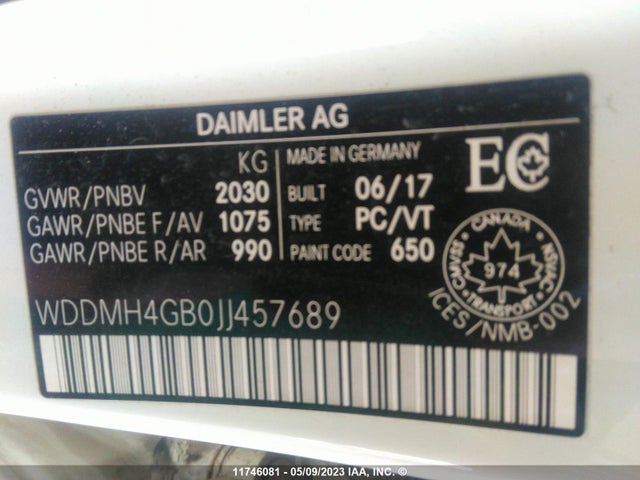 DAIMLER AG
KG
GVWR/PNBV 2030
GAWR/PNBE F/AV 1075
GAWR/PNBE R/AR 990
MADE IN GERMANY
BUILT 06/17
TYPE PC/VT
PAINT CODE 650
EC
CANADA
CMVSS
NSVAC
974
TRANSPORT
ICES/NMB-002
WDDMH4GB0JJ457689
11746081 - 05/09/2023 IAA, INC. ©